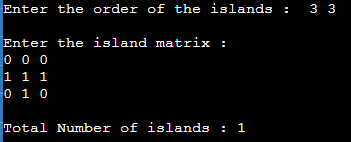 Enter the order of the islands :  3 3
Enter the island matrix :
0 0 0
1 1 1
0 1 0
Total Number of islands : 1